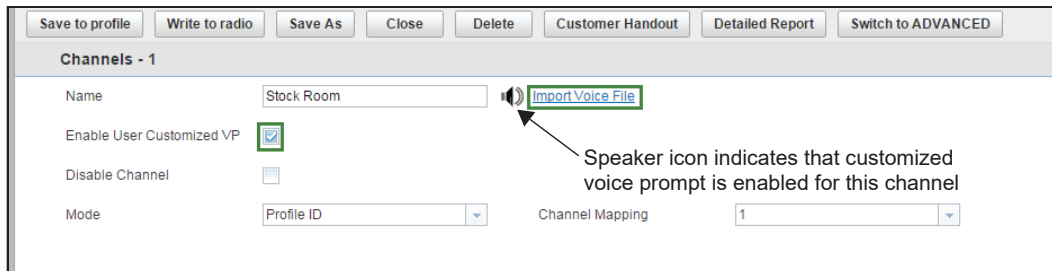 Save to profile Write to radio Save As Close Delete Customer Handout Detailed Report Switch to ADVANCED
Channels - 1
Name Stock Room Import Voice File
Enable User Customized VP
Speaker icon indicates that customized
voice prompt is enabled for this channel
Disable Channel
Mode Profile ID Channel Mapping 1